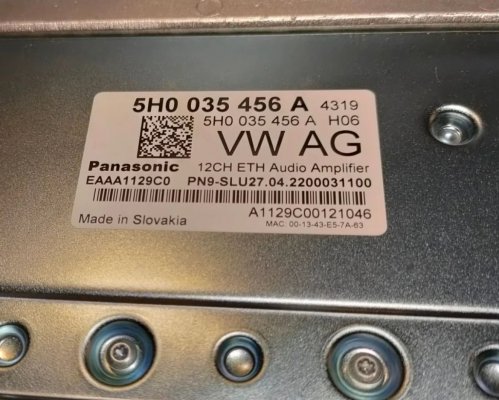 5H0 035 456 A 4319
5H0 035 456 A H06
VW AG
Panasonic 12CH ETH Audio Amplifier
EAAA1129C0 PN9-SLU27.04.2200031100
A1129C00121046
Made in Slovakia
MAC: 00-13-43-E5-7A-63